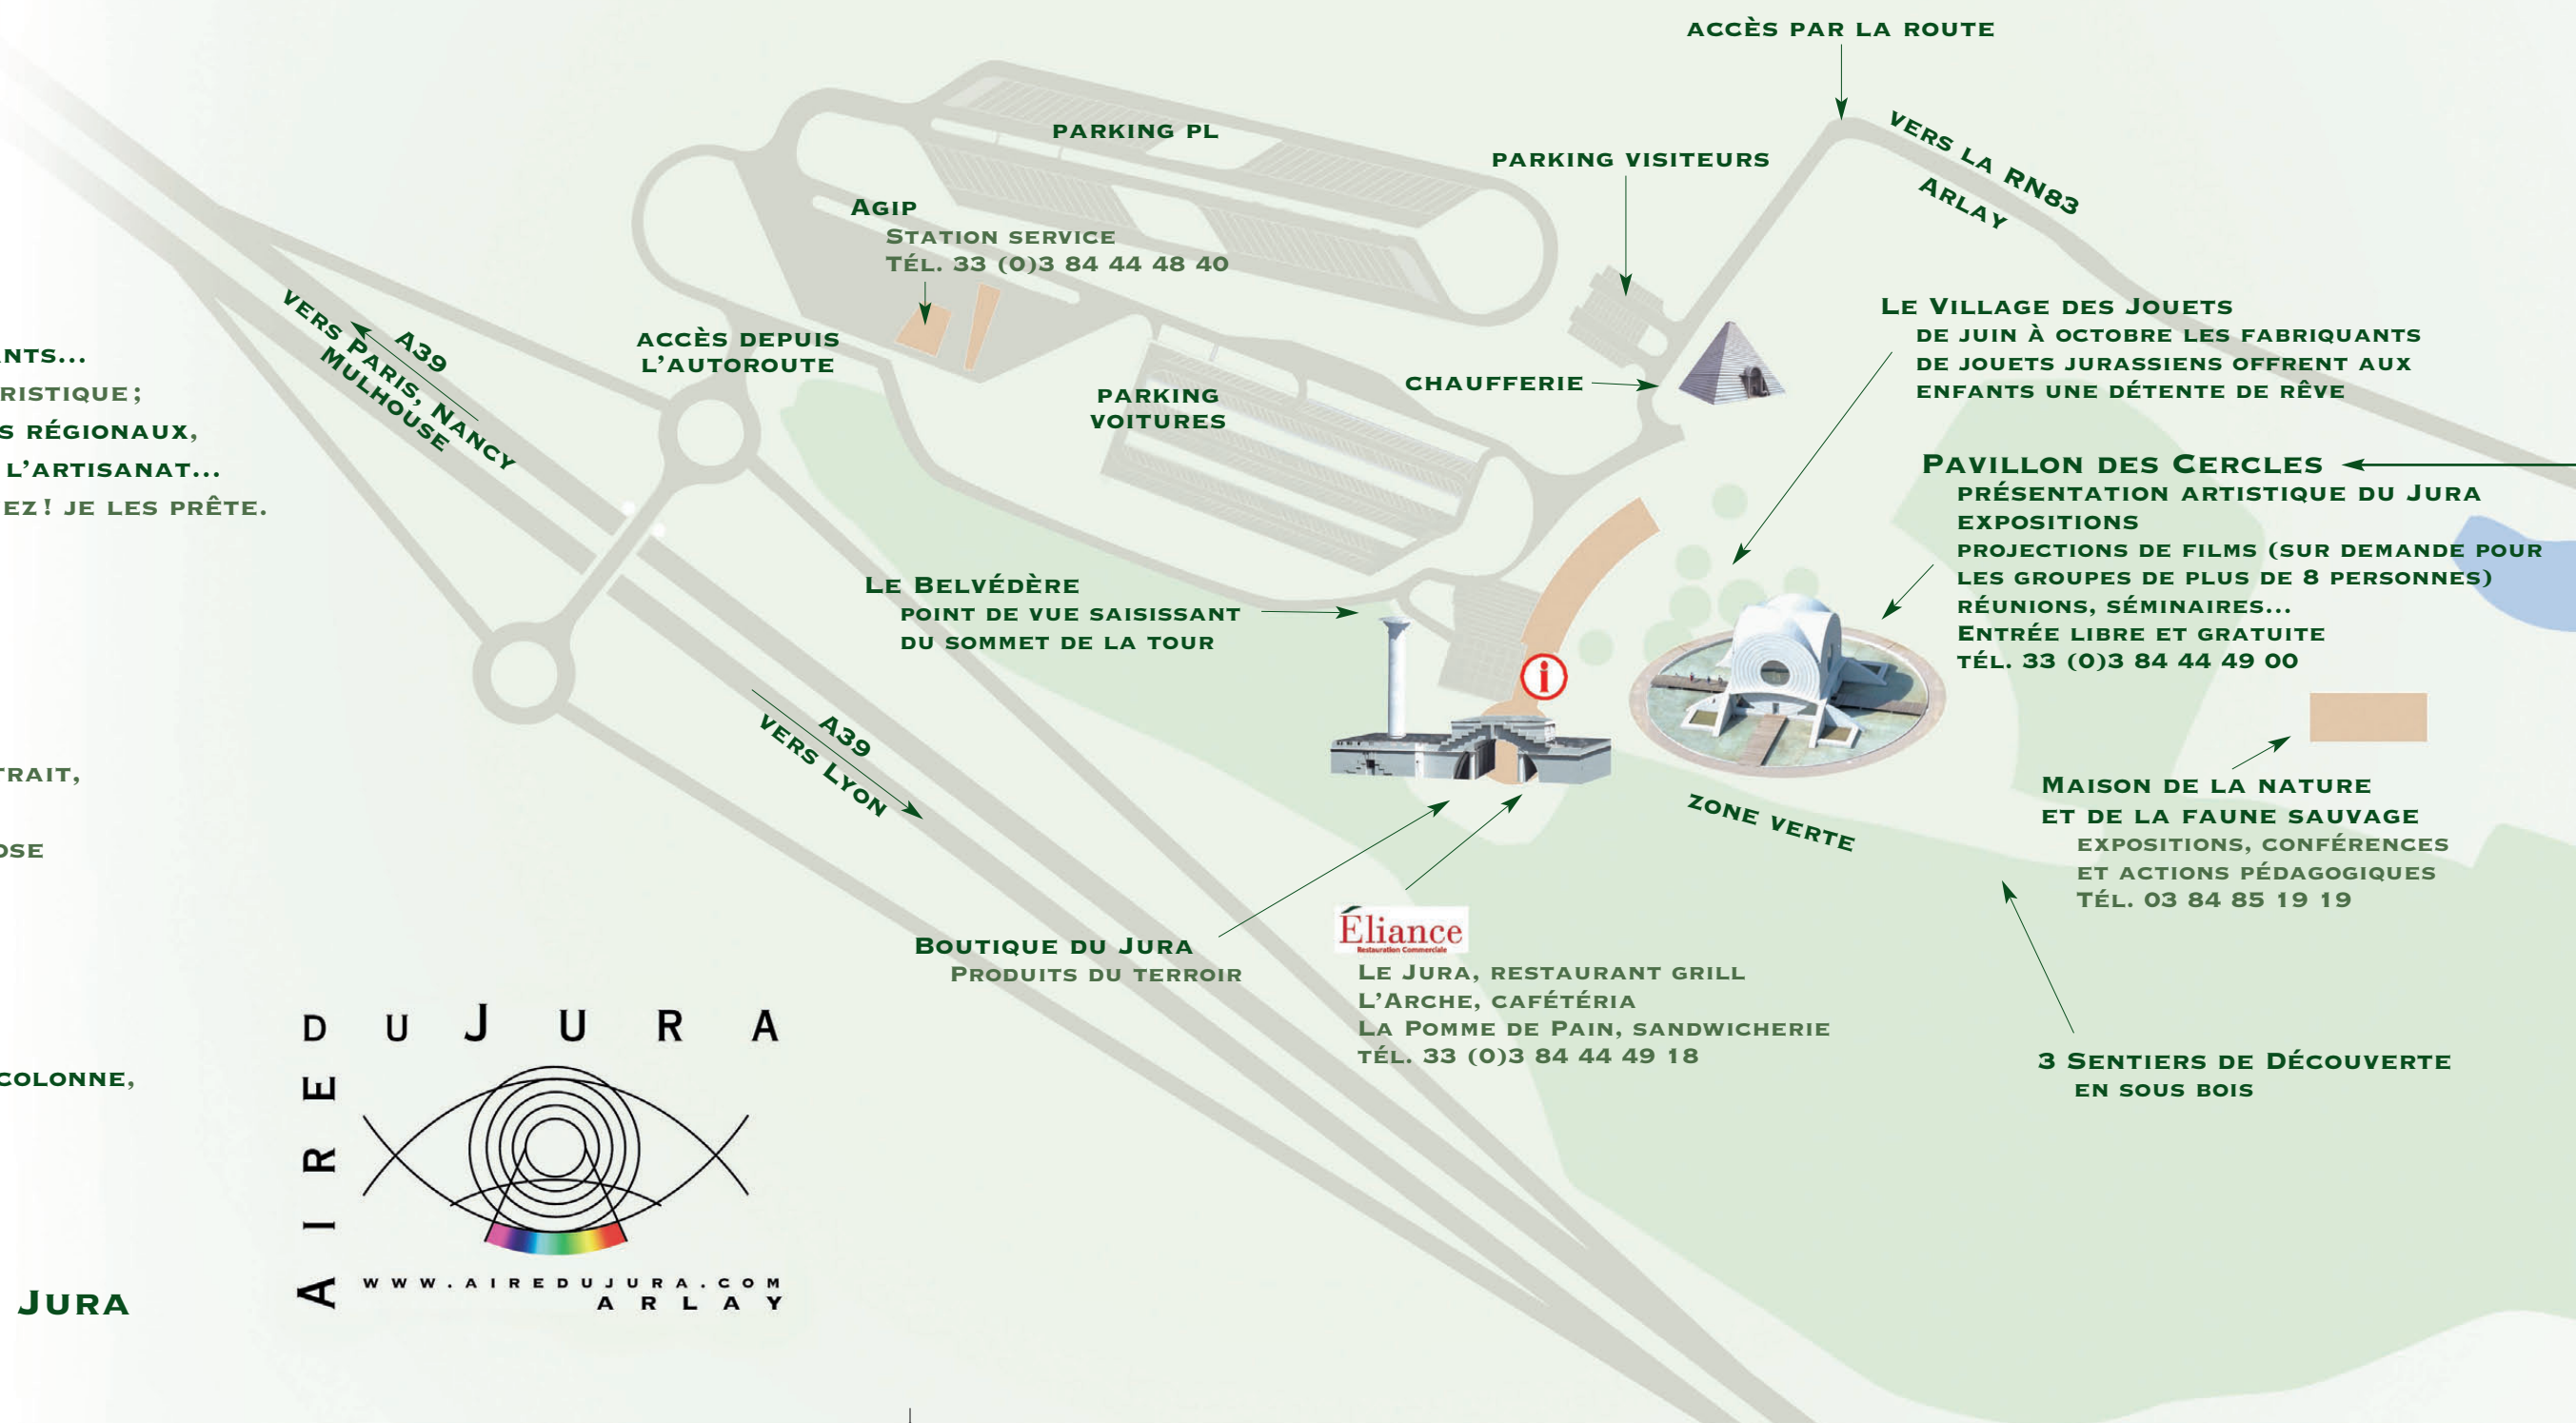 ACCÈS PAR LA ROUTE
VERS LA RN83
ARLAY
PARKING PL
PARKING VISITEURS
AGIP
STATION SERVICE
TÉL. 33 (0)3 84 44 48 40
ACCÈS DEPUIS
L'AUTOROUTE
PARKING
VOITURES
CHAUFFERIE
LE VILLAGE DES JOUETS
DE JUIN À OCTOBRE LES FABRIQUANTS
DE JOUETS JURASSIENS OFFRENT AUX
ENFANTS UNE DÉTENTE DE RÊVE
PAVILLON DES CERCLES
PRÉSENTATION ARTISTIQUE DU JURA
EXPOSITIONS
PROJECTIONS DE FILMS (SUR DEMANDE POUR
LES GROUPES DE PLUS DE 8 PERSONNES)
RÉUNIONS, SÉMINAIRES...
ENTRÉE LIBRE ET GRATUITE
TÉL. 33 (0)3 84 44 49 00
A39
VERS PARIS, NANCY
MULHOUSE
RÉGIONAUX,
L'ARTISANAT...
! JE LES PRÊTE.
LE BELVÉDÈRE
POINT DE VUE SAISISSANT
DU SOMMET DE LA TOUR
i
A39
VERS LYON
ZONE VERTE
MAISON DE LA NATURE
ET DE LA FAUNE SAUVAGE
EXPOSITIONS, CONFÉRENCES
ET ACTIONS PÉDAGOGIQUES
TÉL. 03 84 85 19 19
BOUTIQUE DU JURA
PRODUITS DU TERROIR
Éliance
Restauration Commerciale
LE JURA, RESTAURANT GRILL
L'ARCHE, CAFÉTÉRIA
LA POMME DE PAIN, SANDWICHERIE
TÉL. 33 (0)3 84 44 49 18
3 SENTIERS DE DÉCOUVERTE
EN SOUS BOIS
COLONNE,
JURA
AIRE DU JURA
WWW.AIREDUJURA.COM
ARLAY